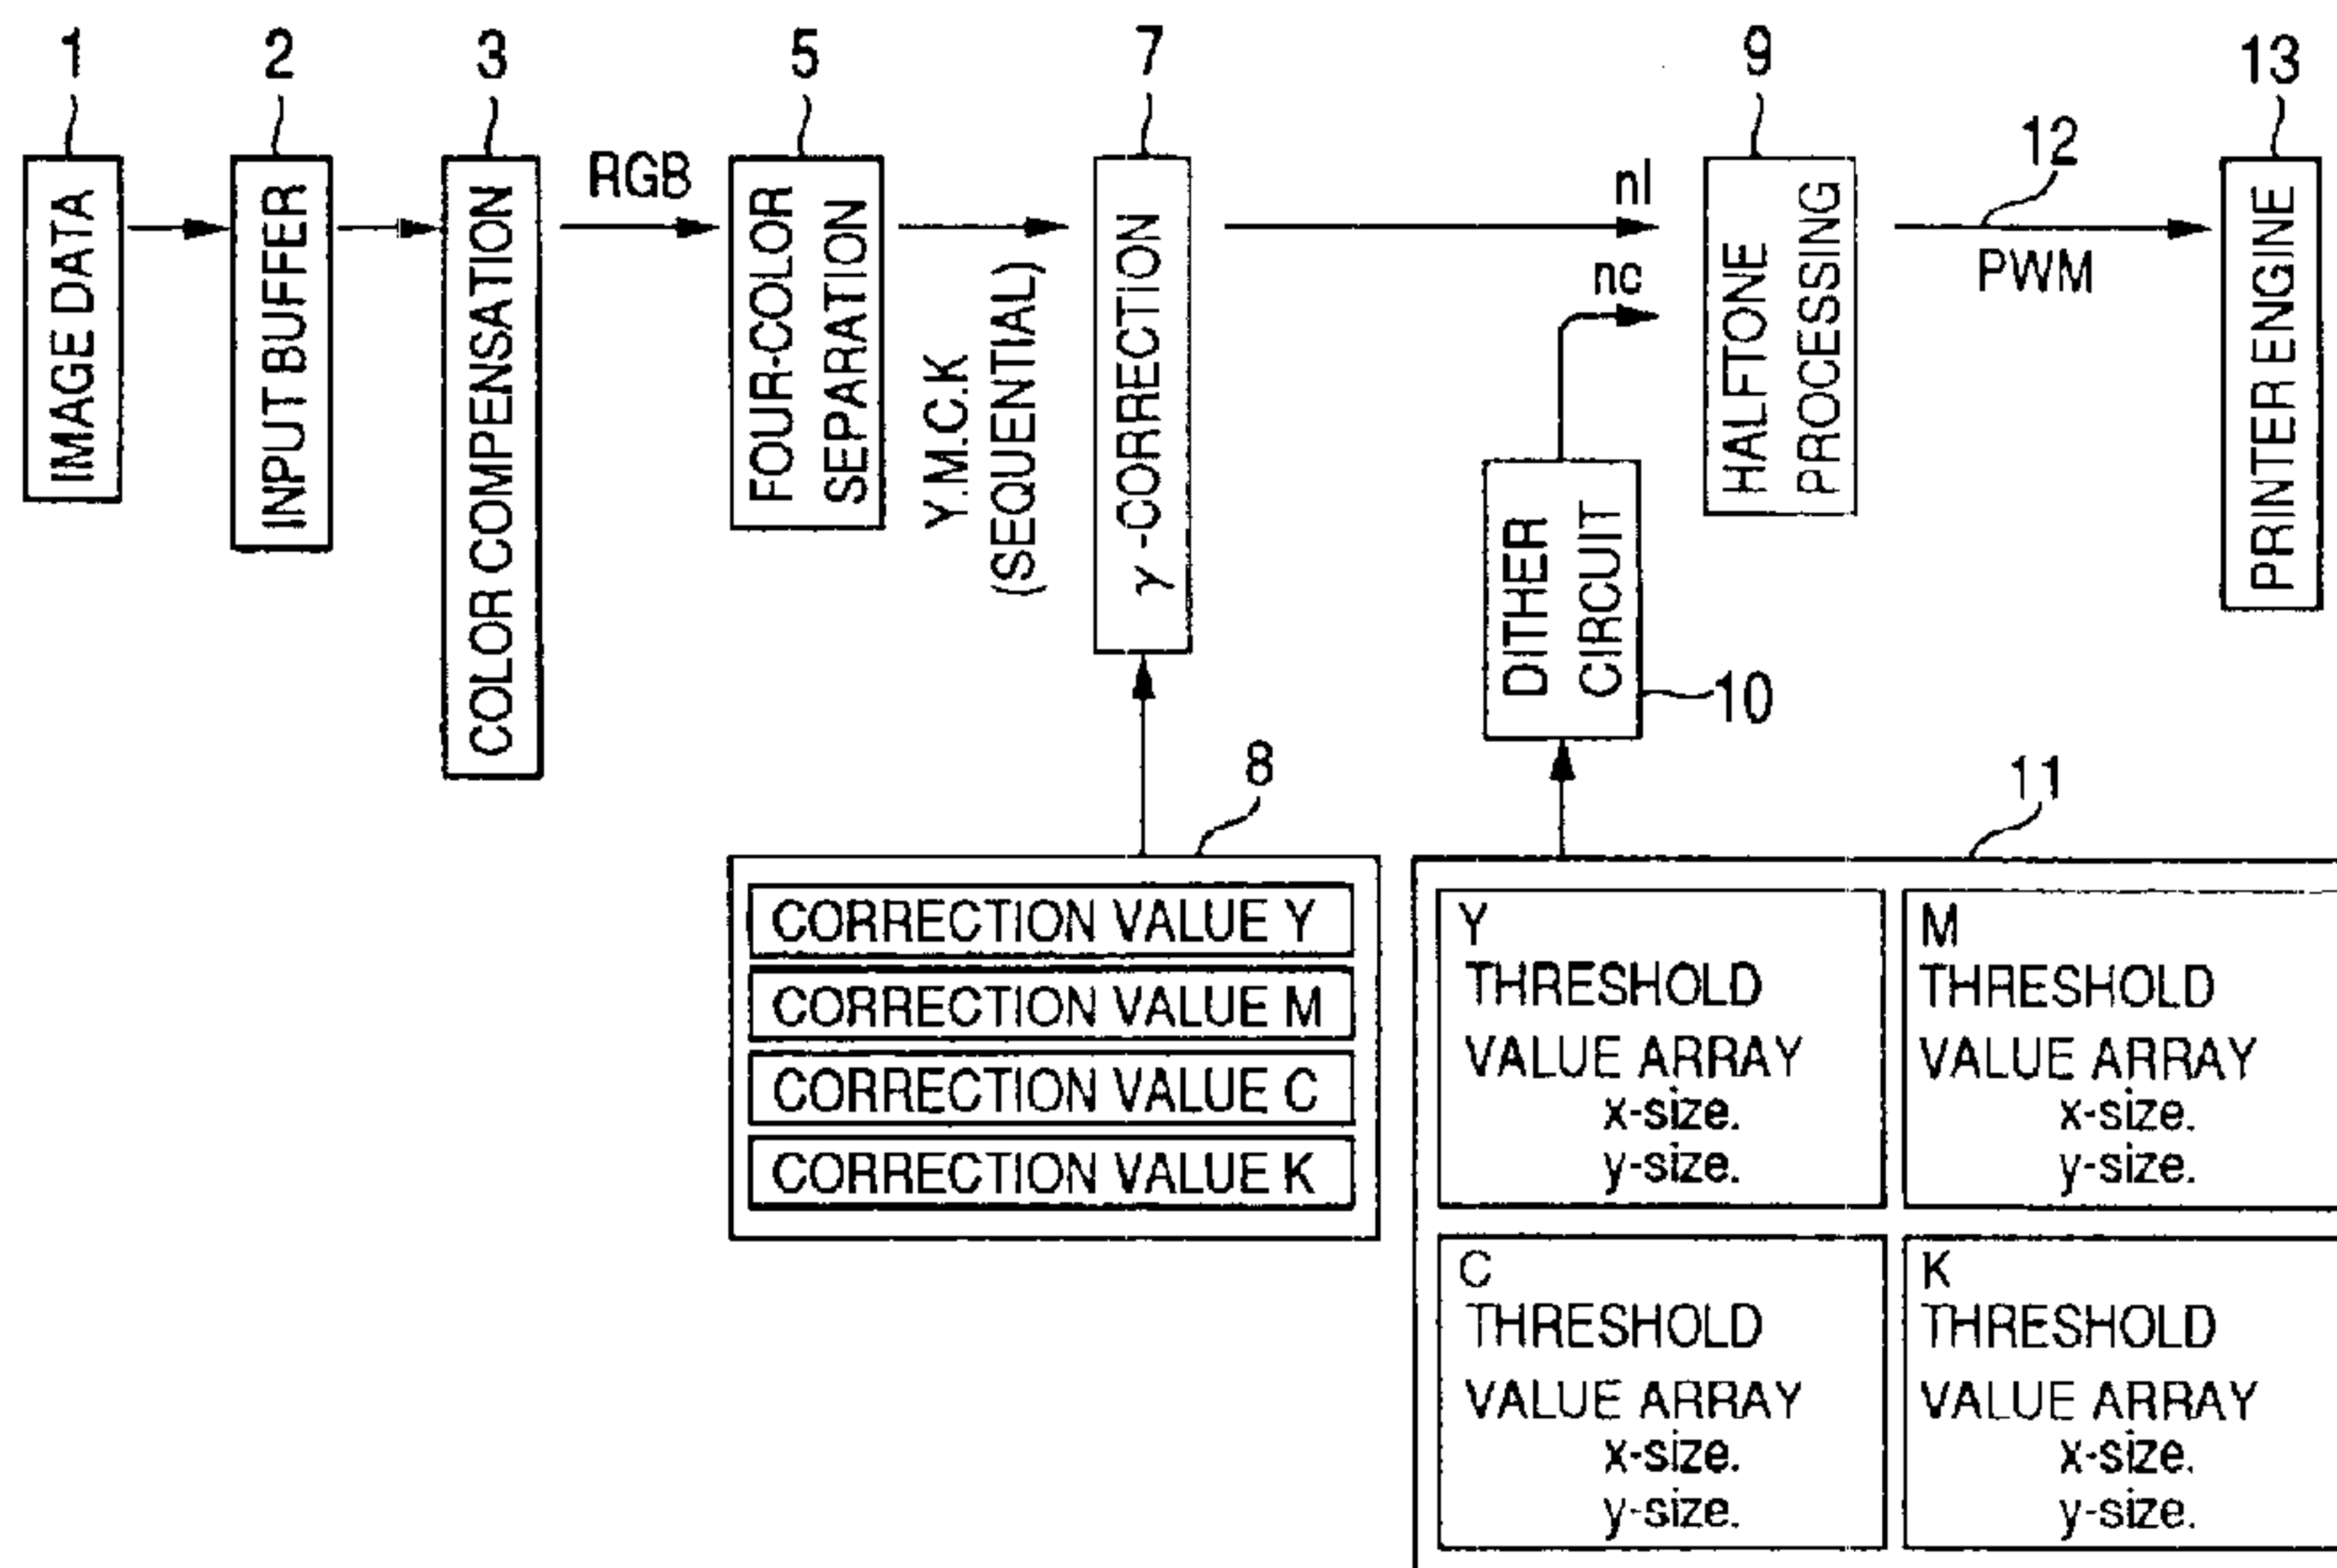 1
2
3
5
7
9
13
IMAGE DATA
INPUT BUFFER
COLOR COMPENSATION
RGB
FOUR-COLOR
SEPARATION
Y.M.C.K
(SEQUENTIAL)
γ-CORRECTION
nl
nc
HALFTONE
PROCESSING
12
PWM
PRINTER ENGINE
DITHER
CIRCUIT
10
8
11
CORRECTION VALUE Y
CORRECTION VALUE M
CORRECTION VALUE C
CORRECTION VALUE K
Y
THRESHOLD
VALUE ARRAY
x-size.
y-size.
M
THRESHOLD
VALUE ARRAY
x-size.
y-size.
C
THRESHOLD
VALUE ARRAY
x-size.
y-size.
K
THRESHOLD
VALUE ARRAY
x-size.
y-size.